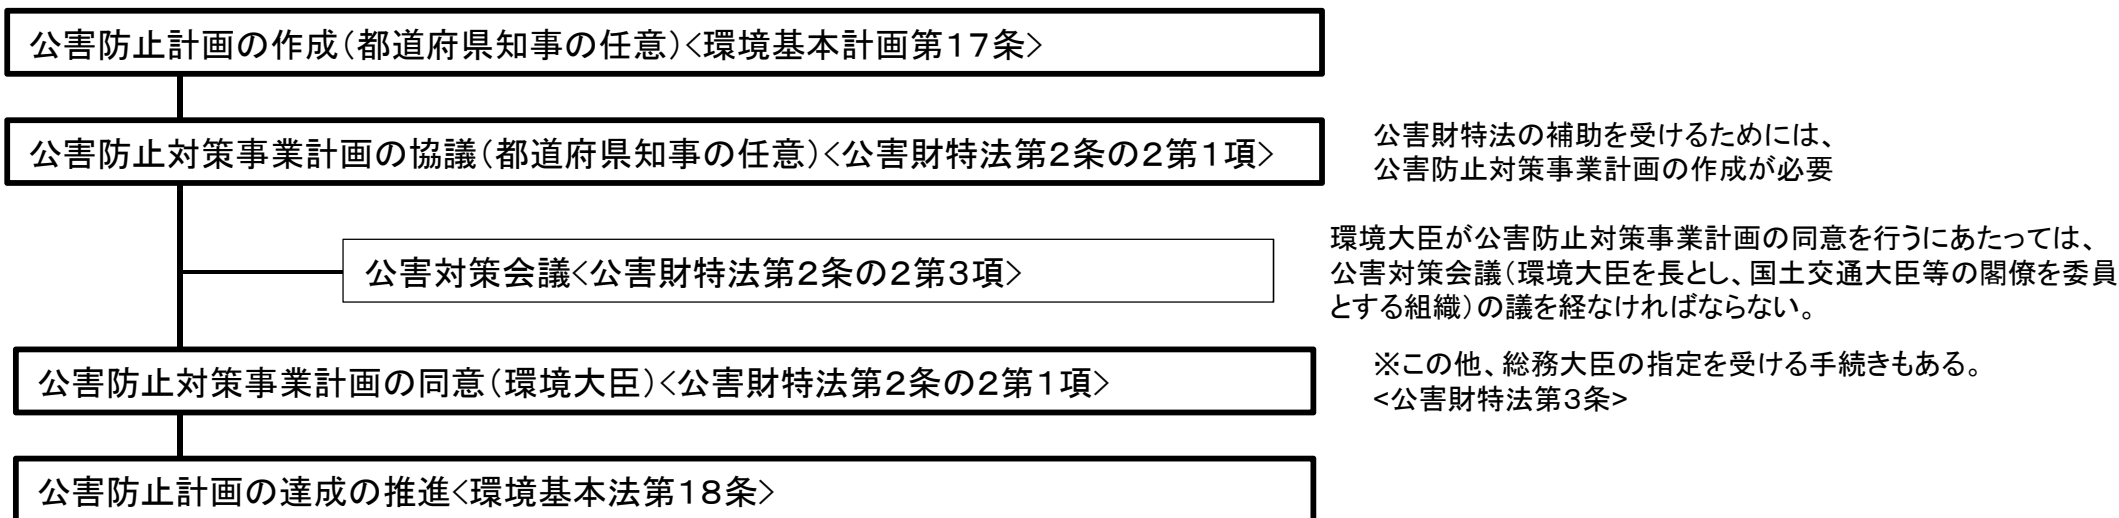 公害防止計画の作成（都道府県知事の任意）＜環境基本計画第１７条＞
公害防止対策事業計画の協議（都道府県知事の任意）＜公害財特法第２条の２第１項＞
公害財特法の補助を受けるためには、
公害防止対策事業計画の作成が必要
公害対策会議＜公害財特法第２条の２第３項＞
環境大臣が公害防止対策事業計画の同意を行うにあたっては、
公害対策会議（環境大臣を長とし、国土交通大臣等の閣僚を委員
とする組織）の議を経なければならない。
公害防止対策事業計画の同意（環境大臣）＜公害財特法第２条の２第１項＞
※この他、総務大臣の指定を受ける手続きもある。
<公害財特法第３条>
公害防止計画の達成の推進＜環境基本法第１８条＞